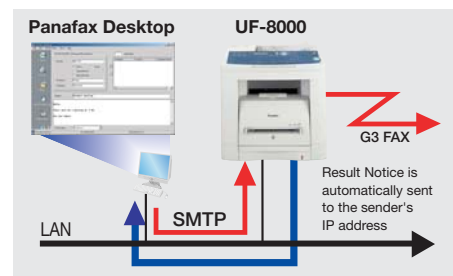 Panafax Desktop
UF-8000
G3 FAX
Result Notice is
automatically sent
to the sender's
IP address
SMTP
LAN